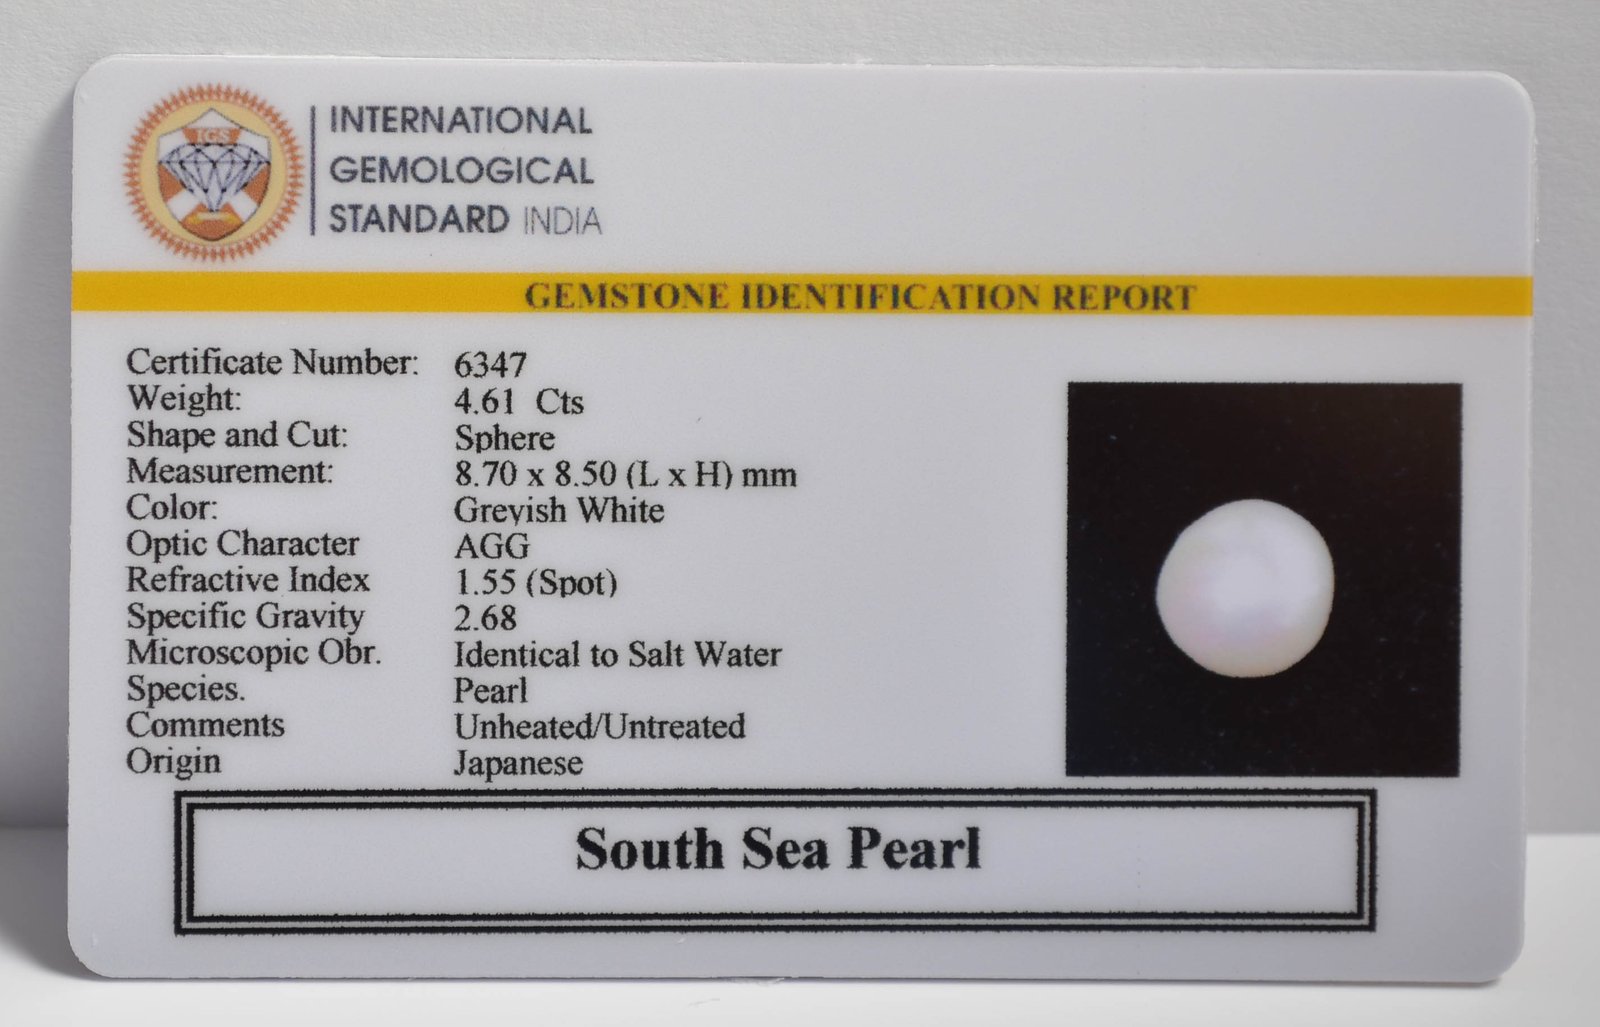 IGS
INTERNATIONAL
GEMOLOGICAL
STANDARD INDIA
GEMSTONE IDENTIFICATION REPORT
Certificate Number: 6347
Weight: 4.61 Cts
Shape and Cut: Sphere
Measurement: 8.70 x 8.50 (L x H) mm
Color: Greyish White
Optic Character AGG
Refractive Index 1.55 (Spot)
Specific Gravity 2.68
Microscopic Obr. Identical to Salt Water
Species. Pearl
Comments Unheated/Untreated
Origin Japanese
South Sea Pearl